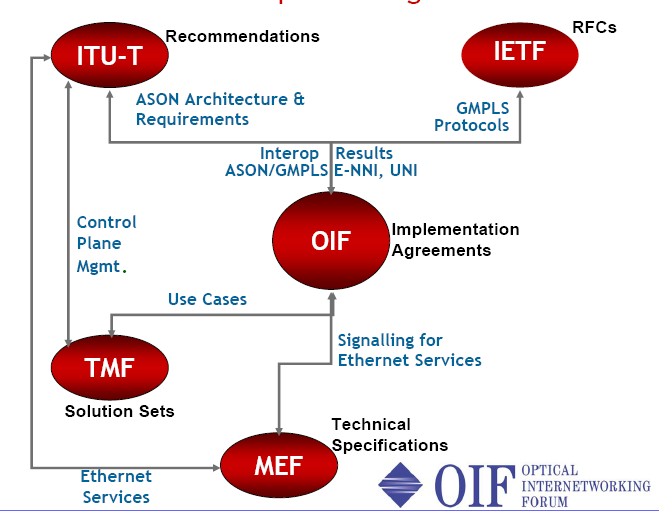 Recommendations
ITU-T
RFCs
IETF
ASON Architecture &
Requirements
GMPLS
Protocols
Interop Results
ASON/GMPLS E-NNI, UNI
OIF
Implementation
Agreements
Control
Plane
Mgmt.
Use Cases
Signalling for
Ethernet Services
TMF
Solution Sets
Technical
Specifications
MEF
Ethernet
Services
OIF OPTICAL
INTERNETWORKING
FORUM